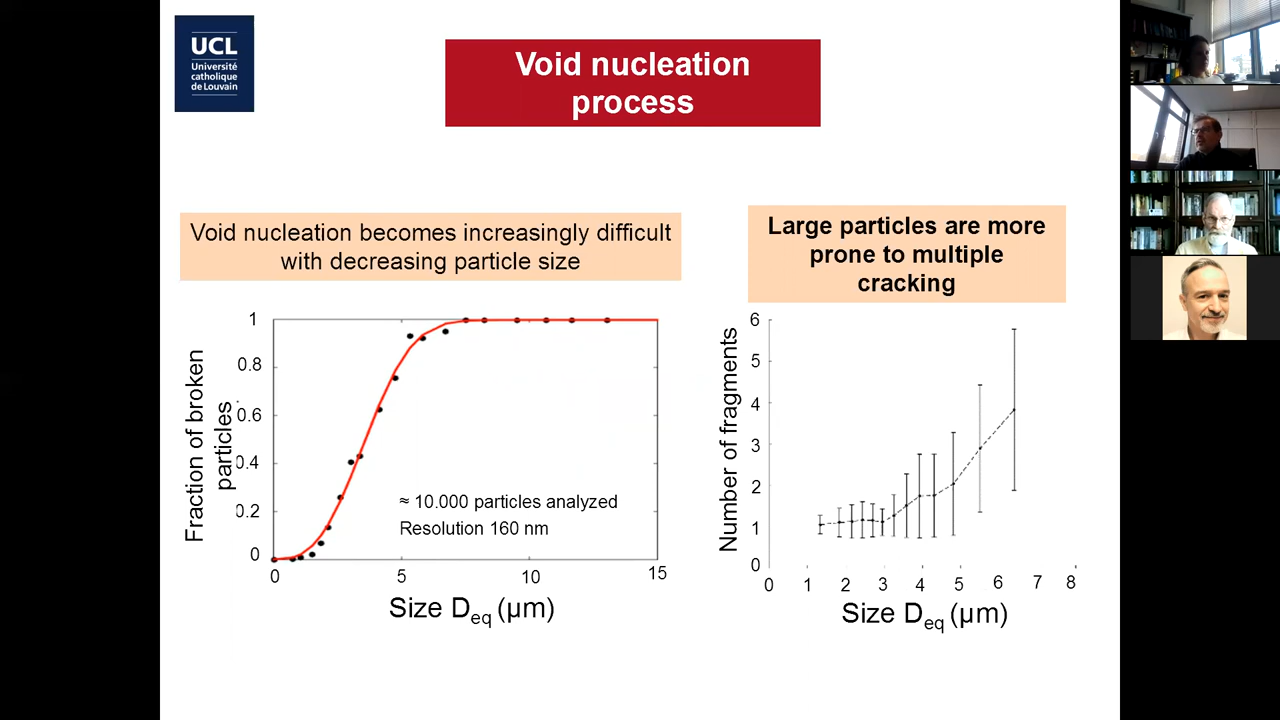 UCL
Université
catholique
de Louvain
Void nucleation
process
Void nucleation becomes increasingly difficult
with decreasing particle size
Large particles are more
prone to multiple
cracking
Fraction of broken
particles
1
0.8
0.6
0.4
0.2
0
0
5
10
15
≈ 10.000 particles analyzed
Resolution 160 nm
Size Deq (µm)
Number of fragments
6
5
4
3
2
1
0
0
1
2
3
4
5
6
7
8
Size Deq (µm)